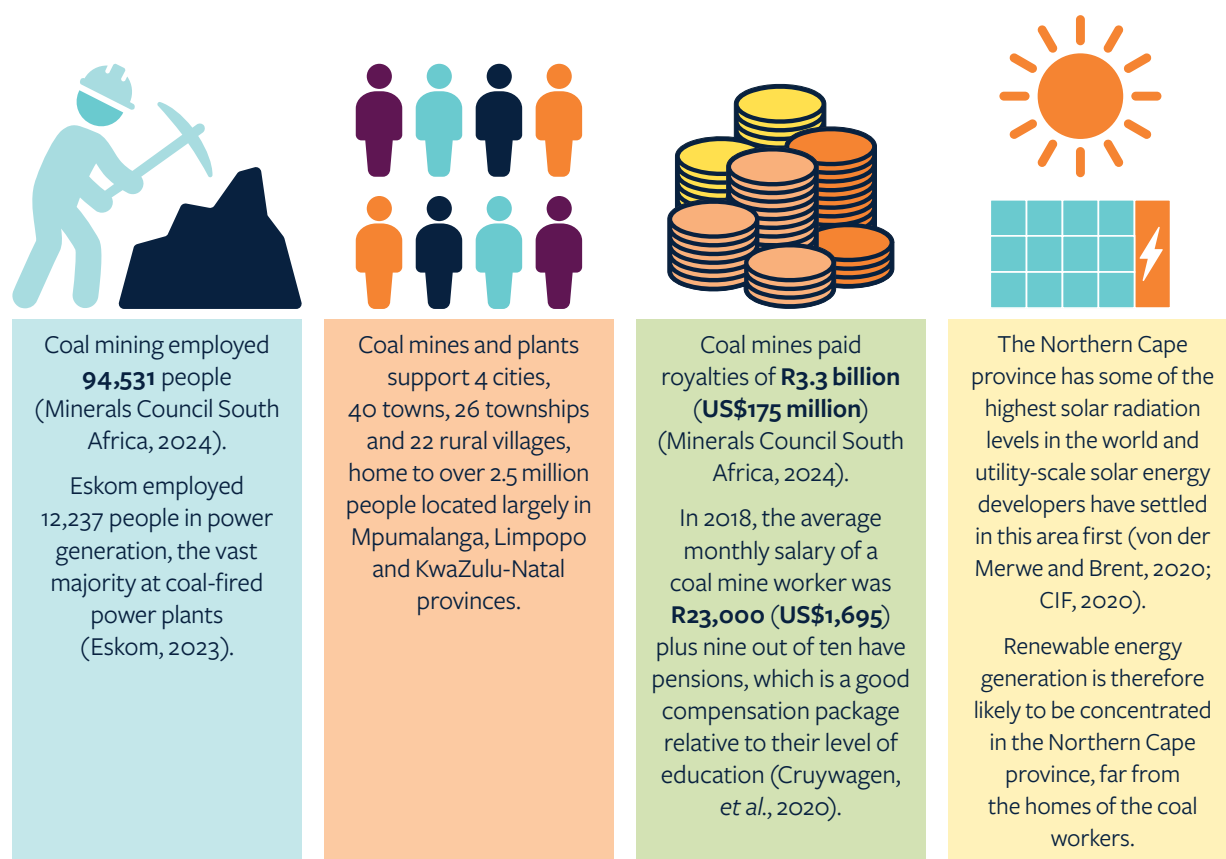 Coal mining employed
94,531 people
(Minerals Council South
Africa, 2024).
Eskom employed
12,237 people in power
generation, the vast
majority at coal-fired
power plants
(Eskom, 2023).
Coal mines and plants
support 4 cities,
40 towns, 26 townships
and 22 rural villages,
home to over 2.5 million
people located largely in
Mpumalanga, Limpopo
and KwaZulu-Natal
provinces.
Coal mines paid
royalties of R3.3 billion
(US$175 million)
(Minerals Council South
Africa, 2024).
In 2018, the average
monthly salary of a
coal mine worker was
R23,000 (US$1,695)
plus nine out of ten have
pensions, which is a good
compensation package
relative to their level of
education (Cruywagen,
et al., 2020).
The Northern Cape
province has some of the
highest solar radiation
levels in the world and
utility-scale solar energy
developers have settled
in this area first (von der
Merwe and Brent, 2020;
CIF, 2020).
Renewable energy
generation is therefore
likely to be concentrated
in the Northern Cape
province, far from
the homes of the coal
workers.